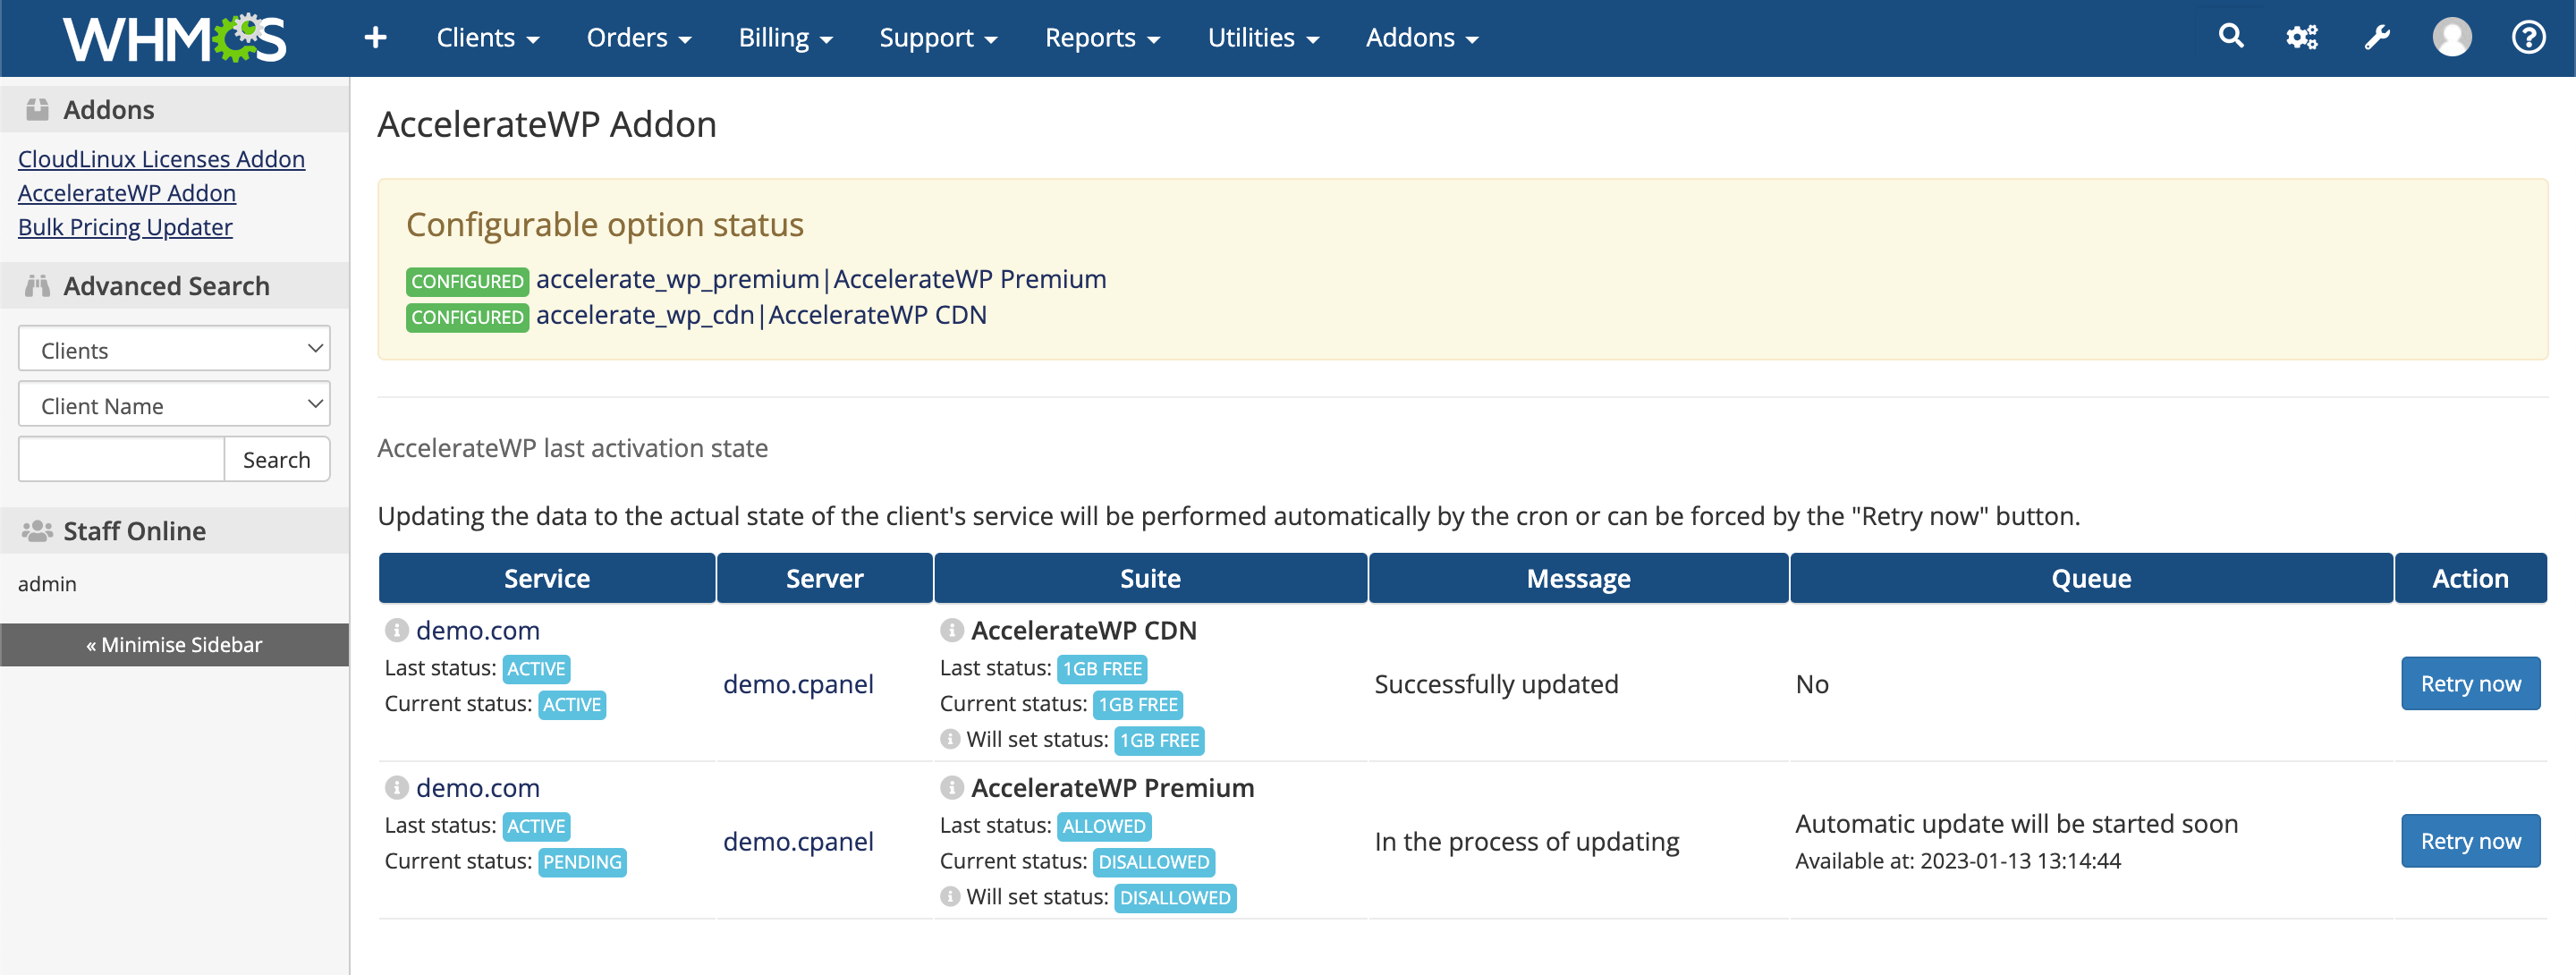 WHMCS
+ Clients Orders Billing Support Reports Utilities Addons
Addons
CloudLinux Licenses Addon
AccelerateWP Addon
Bulk Pricing Updater
Advanced Search
Clients
Client Name
Search
Staff Online
admin
« Minimise Sidebar
AccelerateWP Addon
Configurable option status
CONFIGURED accelerate_wp_premium|AccelerateWP Premium
CONFIGURED accelerate_wp_cdn|AccelerateWP CDN
AccelerateWP last activation state
Updating the data to the actual state of the client's service will be performed automatically by the cron or can be forced by the "Retry now" button.
Service Server Suite Message Queue Action
demo.com
Last status: ACTIVE
Current status: ACTIVE
demo.cpanel
AccelerateWP CDN
Last status: 1GB FREE
Current status: 1GB FREE
Will set status: 1GB FREE
Successfully updated
No
Retry now
demo.com
Last status: ACTIVE
Current status: PENDING
demo.cpanel
AccelerateWP Premium
Last status: ALLOWED
Current status: DISALLOWED
Will set status: DISALLOWED
In the process of updating
Automatic update will be started soon
Available at: 2023-01-13 13:14:44
Retry now